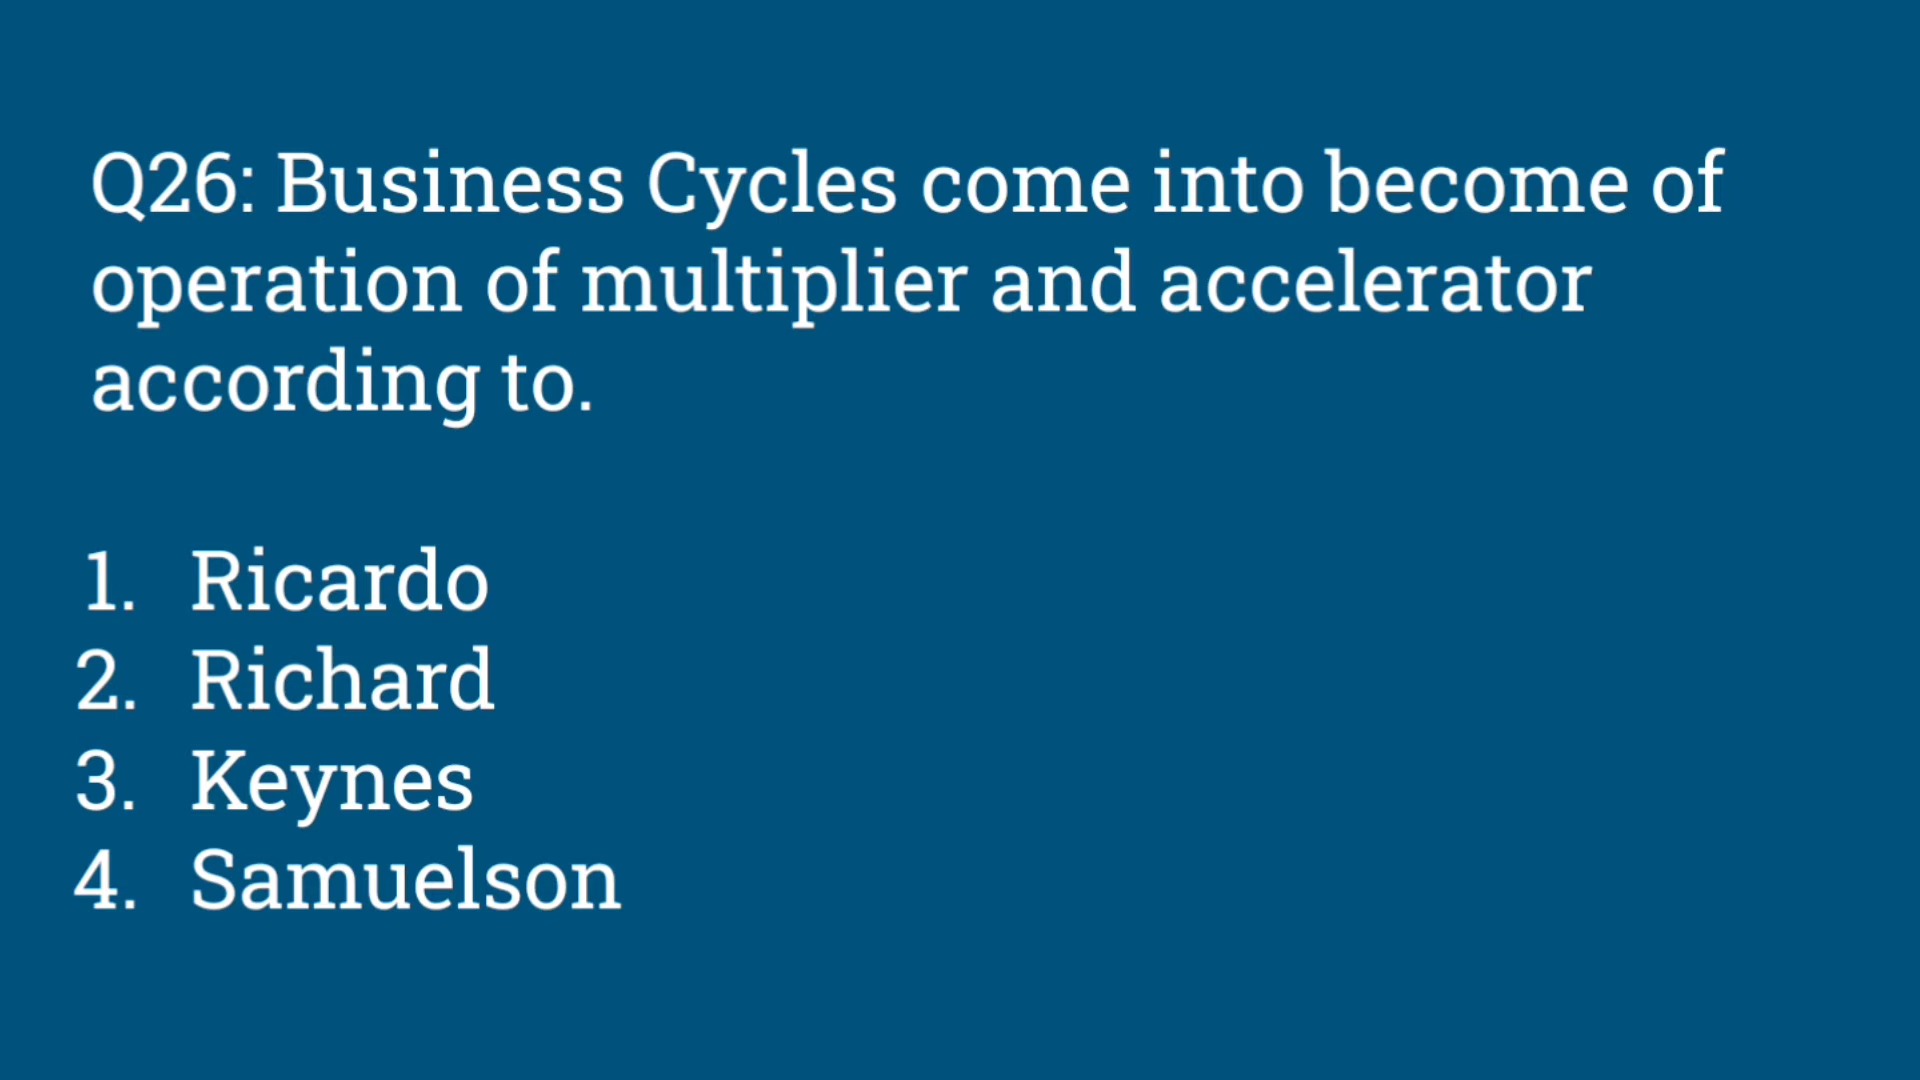 Q26: Business Cycles come into become of
operation of multiplier and accelerator
according to.
1. Ricardo
2. Richard
3. Keynes
4. Samuelson